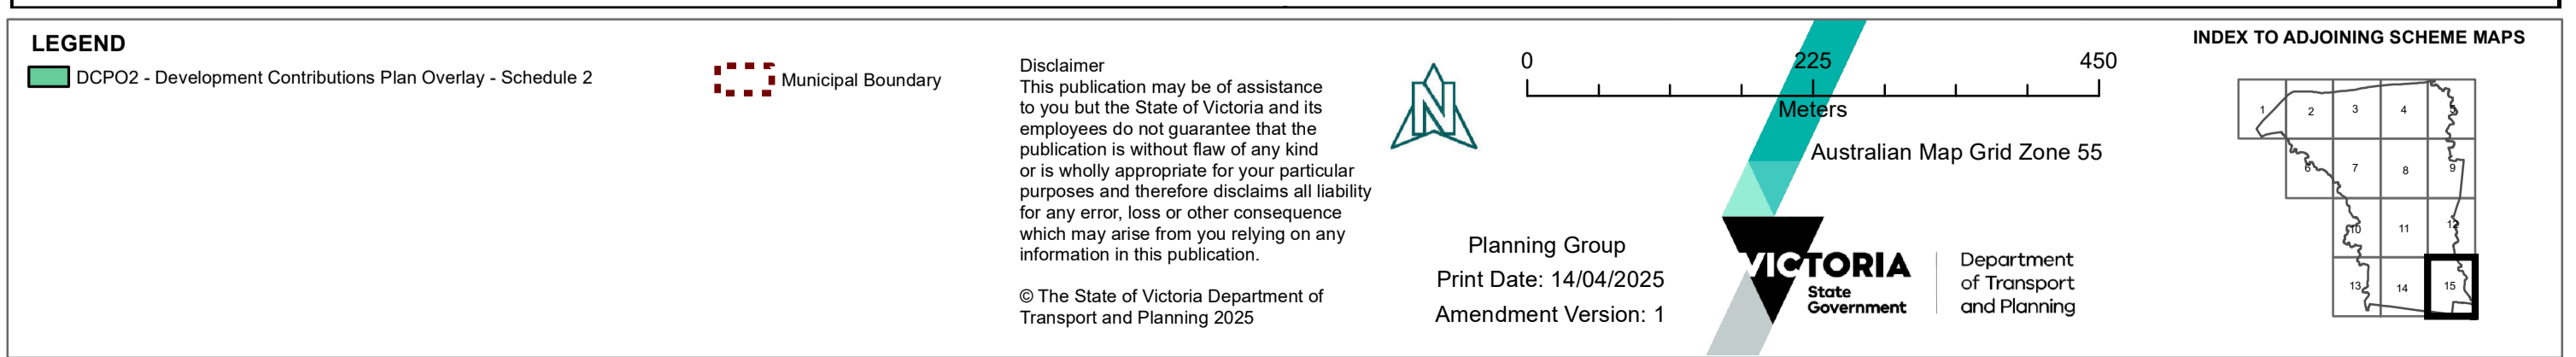 LEGEND
DCPO2 - Development Contributions Plan Overlay - Schedule 2
Municipal Boundary
Disclaimer
This publication may be of assistance
to you but the State of Victoria and its
employees do not guarantee that the
publication is without flaw of any kind
or is wholly appropriate for your particular
purposes and therefore disclaims all liability
for any error, loss or other consequence
which may arise from you relying on any
information in this publication.
© The State of Victoria Department of
Transport and Planning 2025
N
0 225 450
Meters
Australian Map Grid Zone 55
Planning Group
Print Date: 14/04/2025
Amendment Version: 1
VICTORIA
State
Government
Department
of Transport
and Planning
INDEX TO ADJOINING SCHEME MAPS
1 2 3 4 5
6 7 8 9
10 11 12
13 14 15